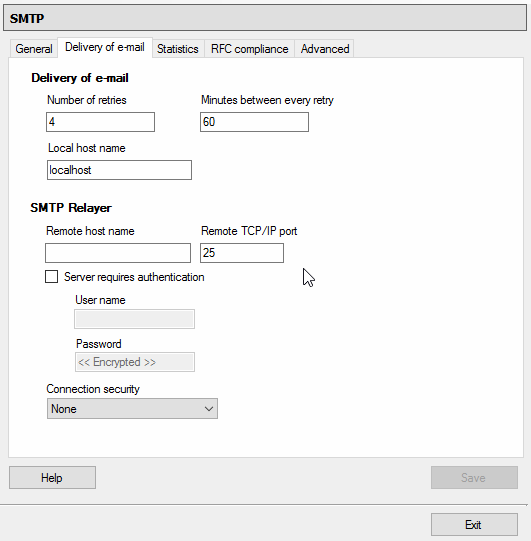 SMTP
General Delivery of e-mail Statistics RFC compliance Advanced
Delivery of e-mail
Number of retries Minutes between every retry
4 60
Local host name
localhost
SMTP Relayer
Remote host name Remote TCP/IP port
25
Server requires authentication
User name
Password
<< Encrypted >>
Connection security
None
Help Save
Exit